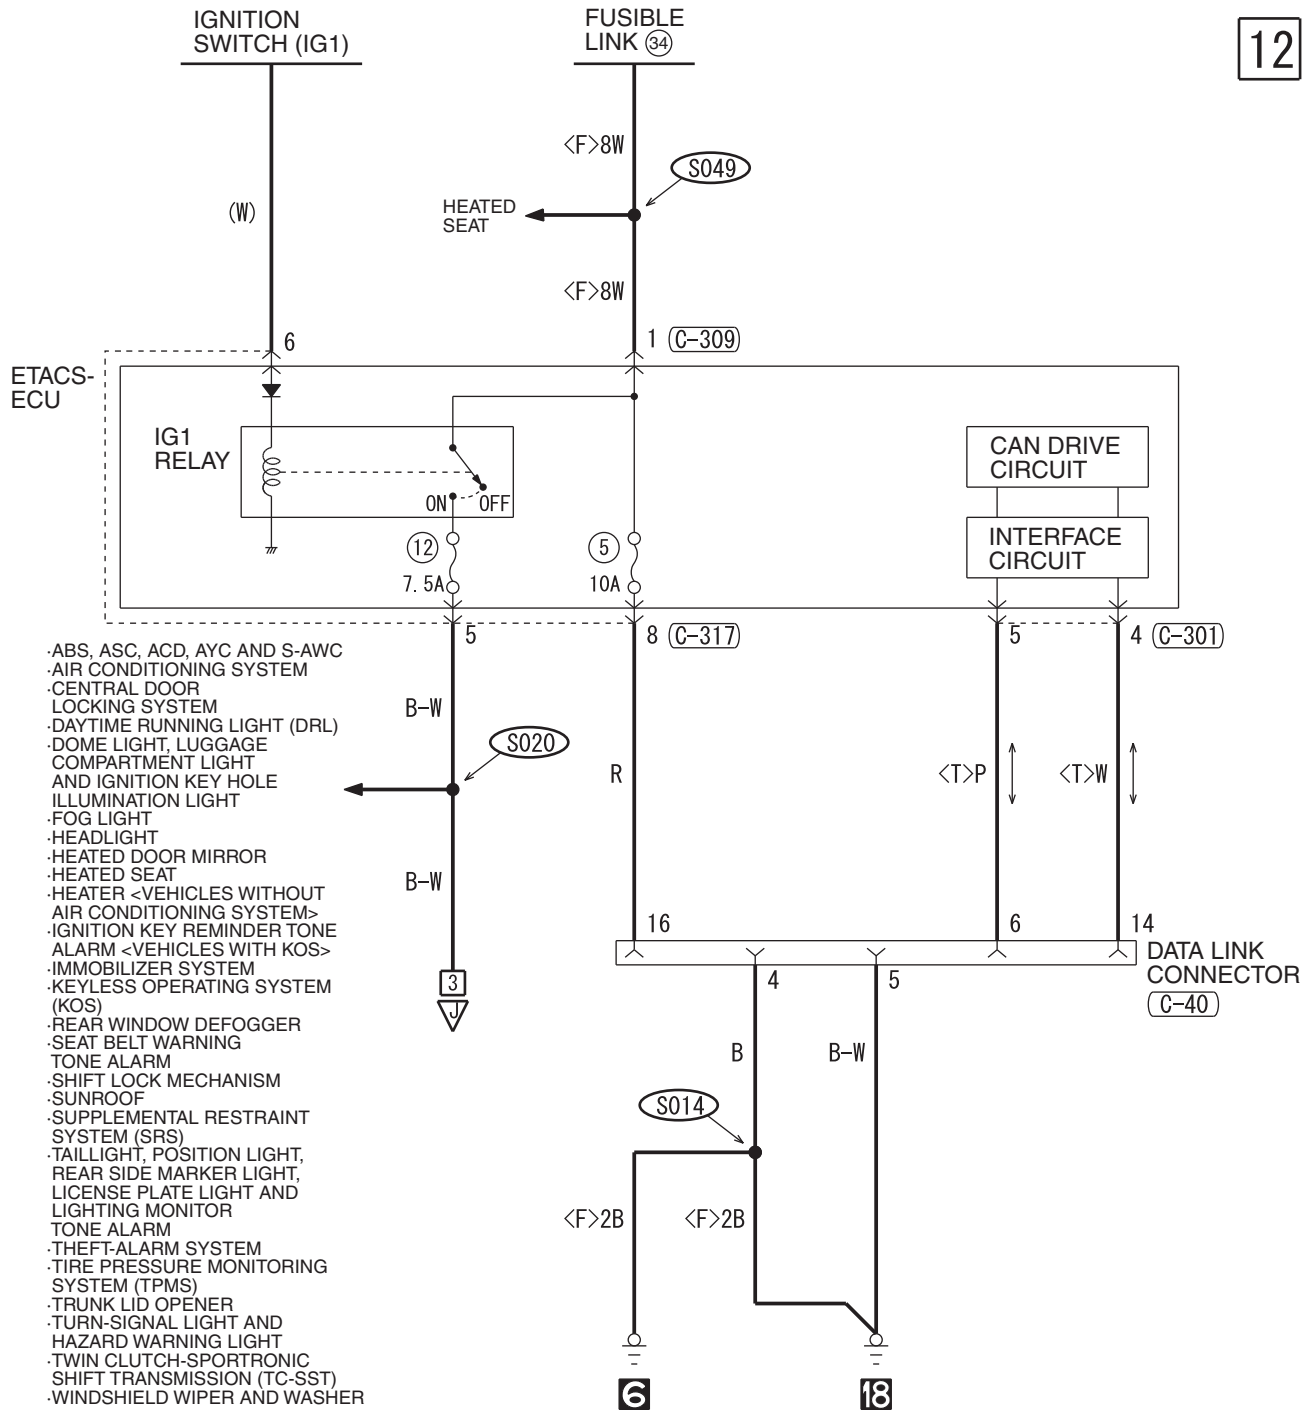 IGNITION
SWITCH (IG1)
FUSIBLE
LINK 34
12
<F>8W
S049
(W)
HEATED
SEAT
<F>8W
6
1 (C-309)
ETACS-
ECU
IG1
RELAY
ON
OFF
CAN DRIVE
CIRCUIT
INTERFACE
CIRCUIT
12
7.5A
5
10A
5
8 (C-317)
5
4 (C-301)
·ABS, ASC, ACD, AYC AND S-AWC
·AIR CONDITIONING SYSTEM
·CENTRAL DOOR
LOCKING SYSTEM
·DAYTIME RUNNING LIGHT (DRL)
·DOME LIGHT, LUGGAGE
COMPARTMENT LIGHT
AND IGNITION KEY HOLE
ILLUMINATION LIGHT
·FOG LIGHT
·HEADLIGHT
·HEATED DOOR MIRROR
·HEATED SEAT
·HEATER <VEHICLES WITHOUT
AIR CONDITIONING SYSTEM>
·IGNITION KEY REMINDER TONE
ALARM <VEHICLES WITH KOS>
·IMMOBILIZER SYSTEM
·KEYLESS OPERATING SYSTEM
(KOS)
·REAR WINDOW DEFOGGER
·SEAT BELT WARNING
TONE ALARM
·SHIFT LOCK MECHANISM
·SUNROOF
·SUPPLEMENTAL RESTRAINT
SYSTEM (SRS)
·TAILLIGHT, POSITION LIGHT,
REAR SIDE MARKER LIGHT,
LICENSE PLATE LIGHT AND
LIGHTING MONITOR
TONE ALARM
·THEFT-ALARM SYSTEM
·TIRE PRESSURE MONITORING
SYSTEM (TPMS)
·TRUNK LID OPENER
·TURN-SIGNAL LIGHT AND
HAZARD WARNING LIGHT
·TWIN CLUTCH-SPORTRONIC
SHIFT TRANSMISSION (TC-SST)
·WINDSHIELD WIPER AND WASHER
B-W
S020
R
<T>P
<T>W
B-W
3
J
16
6
14
DATA LINK
CONNECTOR
(C-40)
4
5
B
B-W
S014
<F>2B
<F>2B
6
18